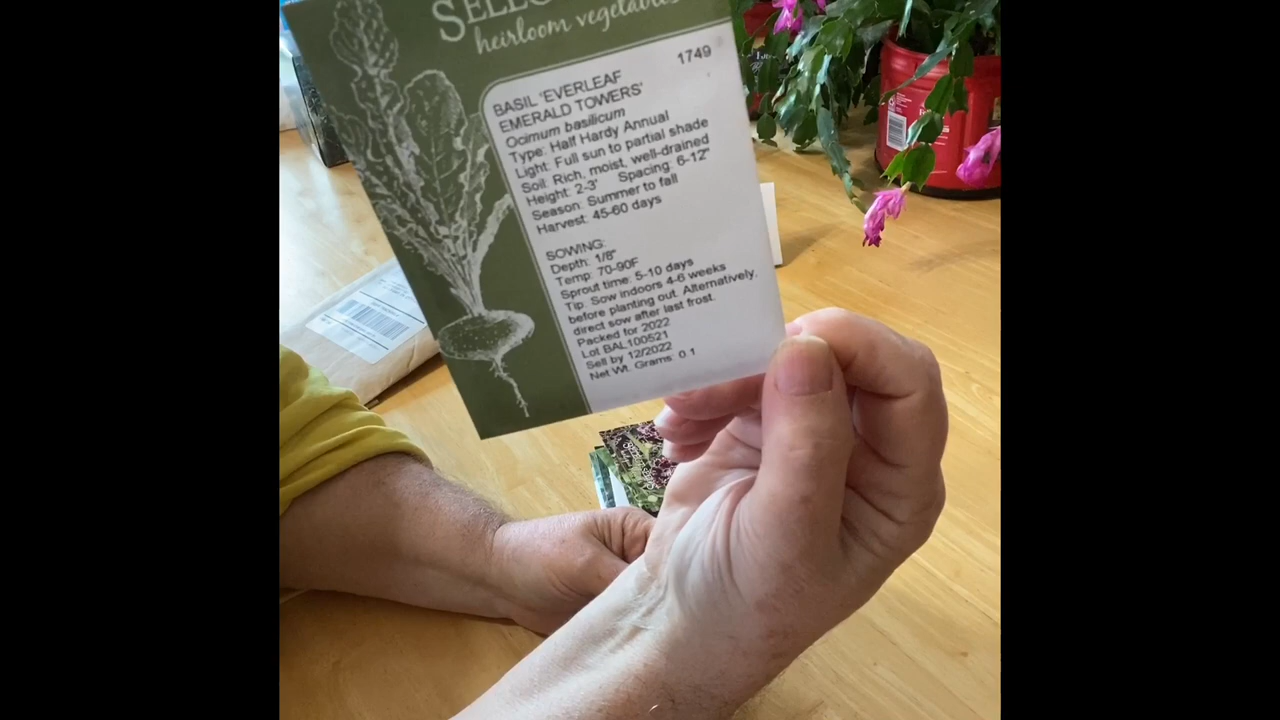 heirloom vegetables
1749
BASIL 'EVERLEAF
EMERALD TOWERS'
Ocimum basilicum
Type: Half Hardy Annual
Light: Full sun to partial shade
Soil: Rich, moist, well-drained
Height: 2-3' Spacing: 6-12"
Season: Summer to fall
Harvest: 45-60 days
SOWING:
Depth: 1/8"
Temp: 70-90F
Sprout time: 5-10 days
Tip: Sow indoors 4-6 weeks
before planting out. Alternatively,
direct sow after last frost.
Packed for 2022
Lot BAL100521
Sell by 12/2022
Net Wt. Grams: 0.1